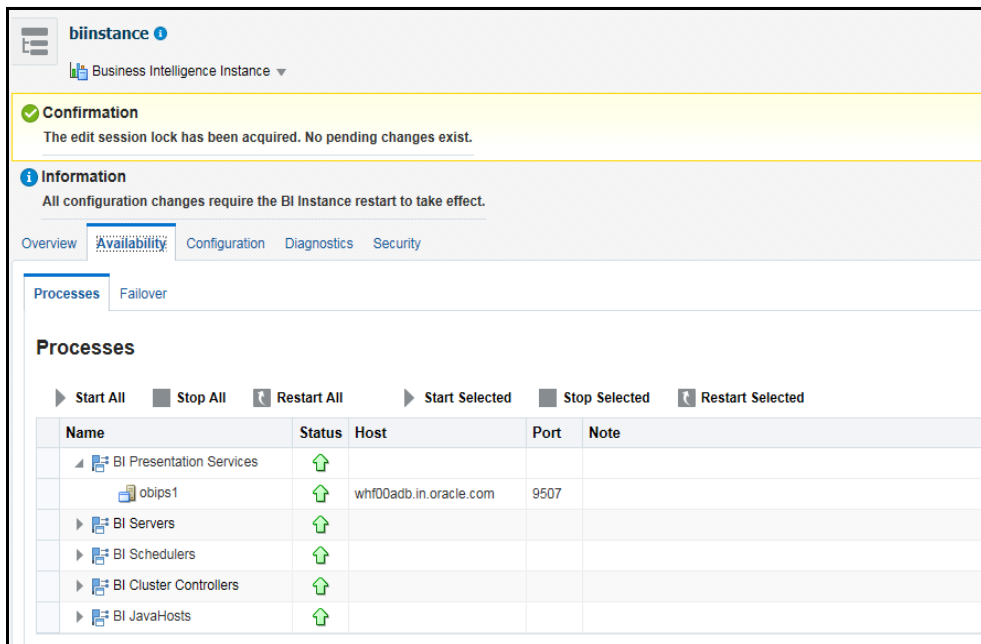 biinstance
Business Intelligence Instance
Confirmation
The edit session lock has been acquired. No pending changes exist.
Information
All configuration changes require the BI Instance restart to take effect.
Overview Availability Configuration Diagnostics Security
Processes Failover
Processes
Start All Stop All Restart All Start Selected Stop Selected Restart Selected
Name Status Host Port Note
BI Presentation Services
obips1 whf00adb.in.oracle.com 9507
BI Servers
BI Schedulers
BI Cluster Controllers
BI JavaHosts